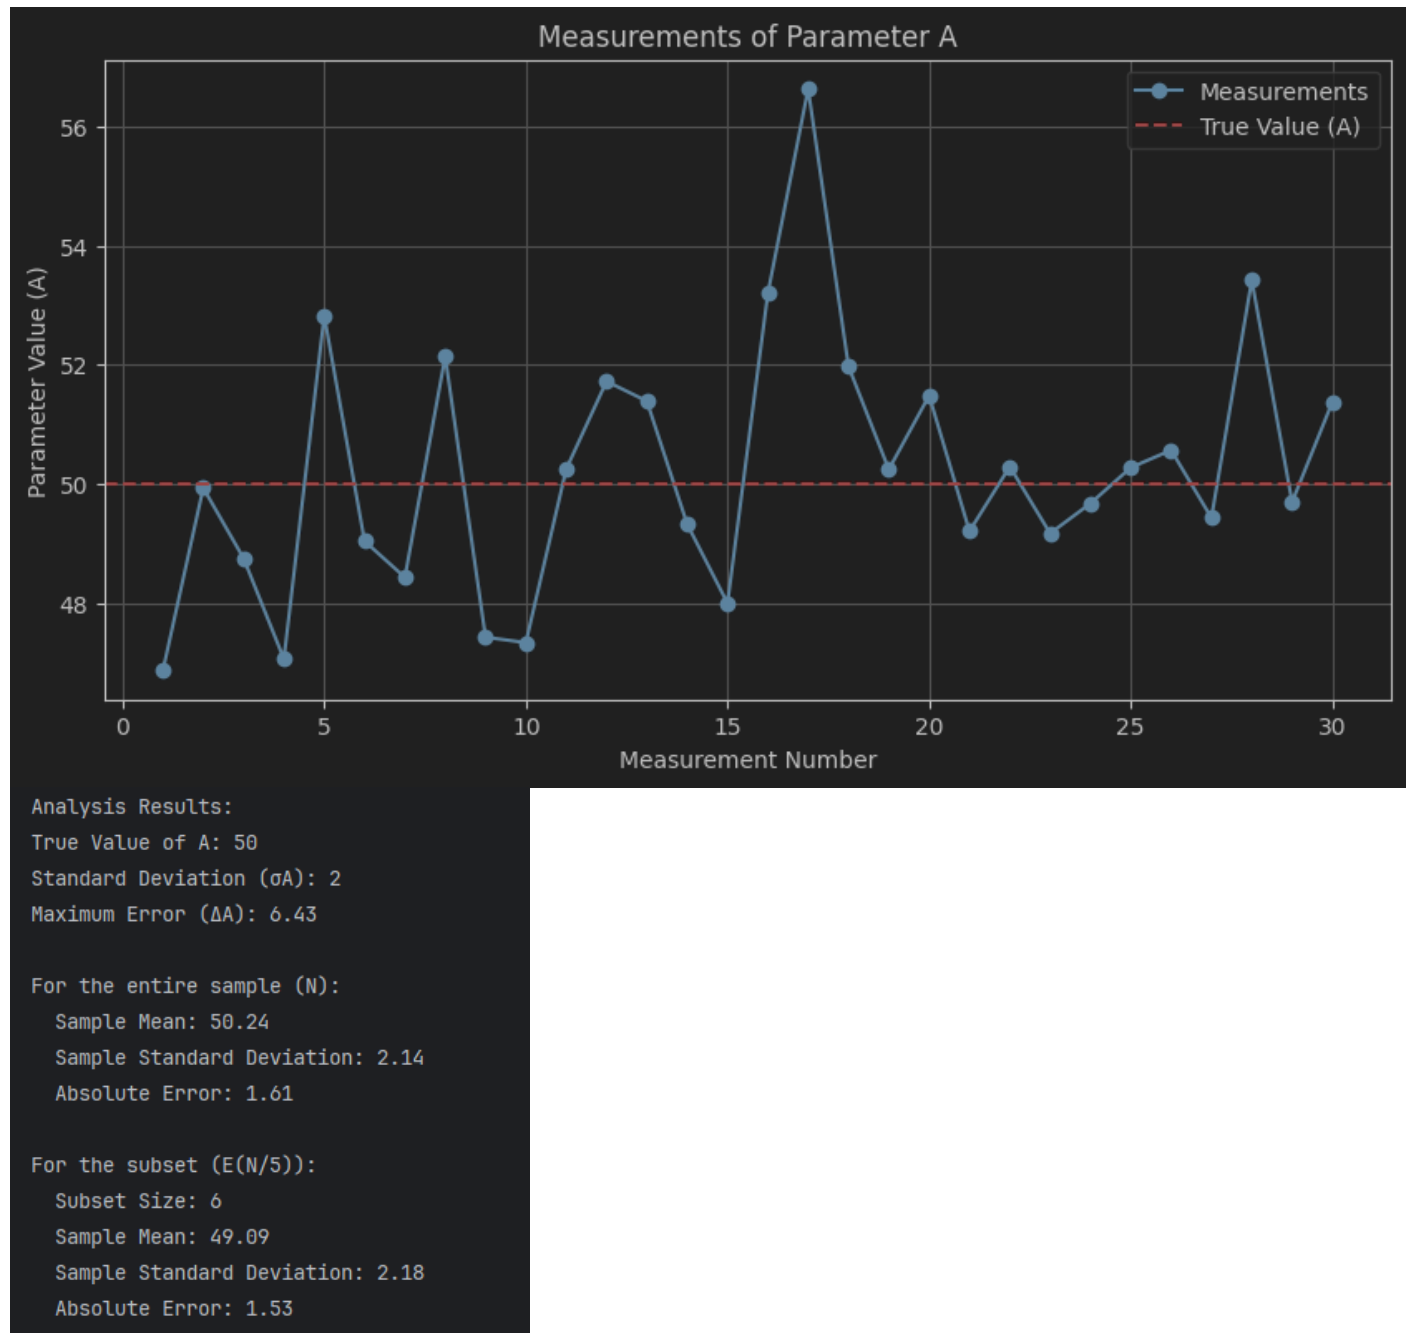 Measurements of Parameter A
Measurements
True Value (A)
56
54
52
50
48
Parameter Value (A)
0 5 10 15 20 25 30
Measurement Number
Analysis Results:
True Value of A: 50
Standard Deviation (σA): 2
Maximum Error (ΔA): 6.43
For the entire sample (N):
Sample Mean: 50.24
Sample Standard Deviation: 2.14
Absolute Error: 1.61
For the subset (E(N/5)):
Subset Size: 6
Sample Mean: 49.09
Sample Standard Deviation: 2.18
Absolute Error: 1.53